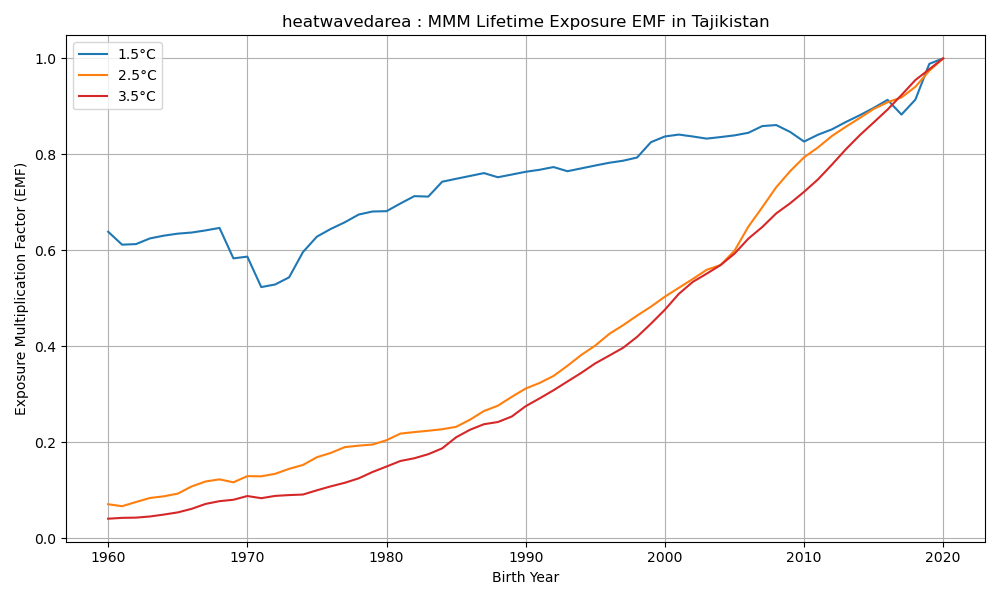 heatwavedarea : MMM Lifetime Exposure EMF in Tajikistan
1.5°C
2.5°C
3.5°C
Exposure Multiplication Factor (EMF)
1.0
0.8
0.6
0.4
0.2
0.0
1960 1970 1980 1990 2000 2010 2020
Birth Year